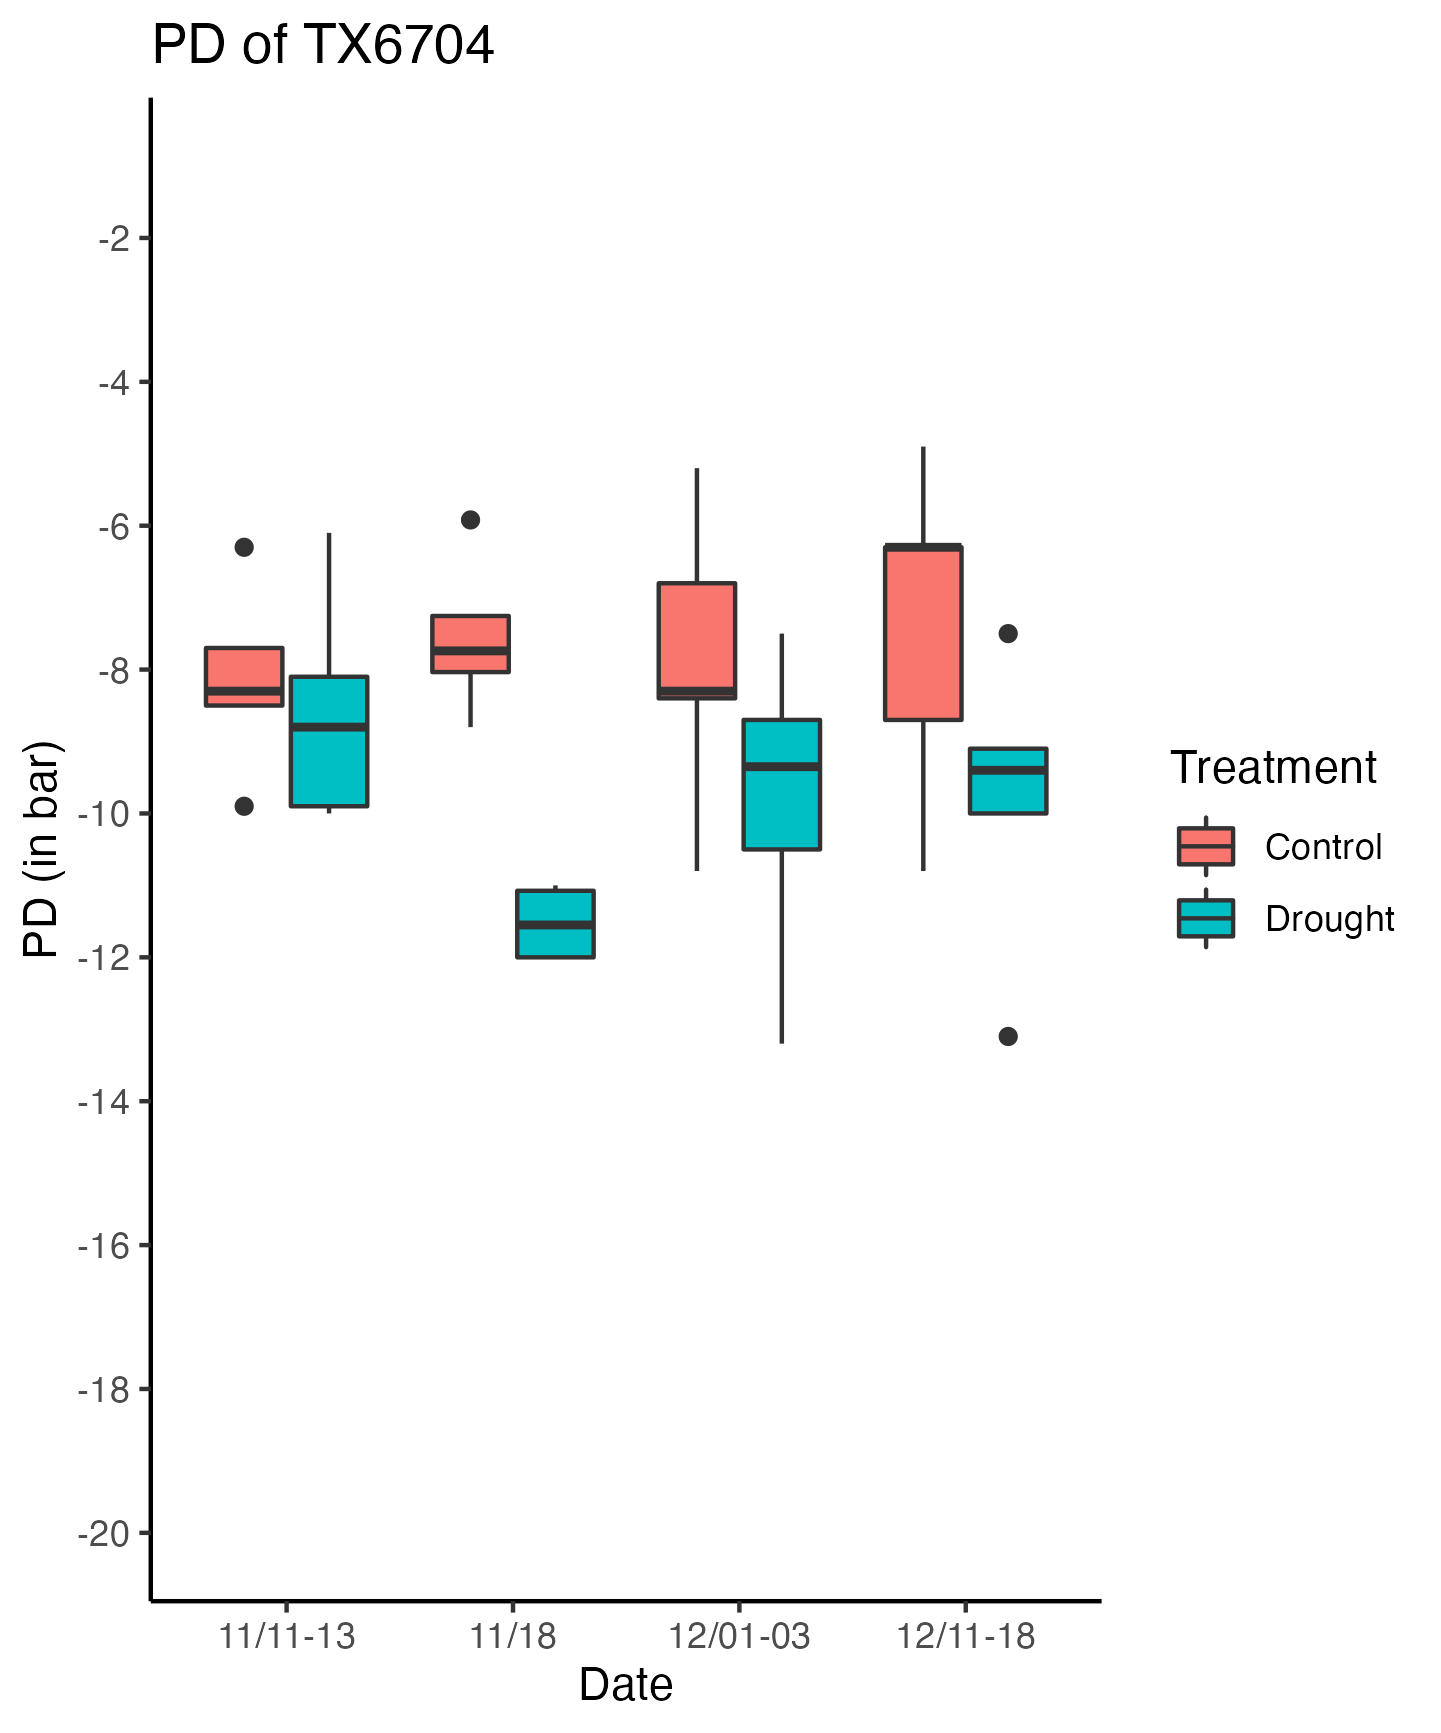 PD of TX6704
-2
-4
-6
-8
-10
-12
-14
-16
-18
-20
PD (in bar)
11/11-13 11/18 12/01-03 12/11-18
Date
Treatment
Control
Drought